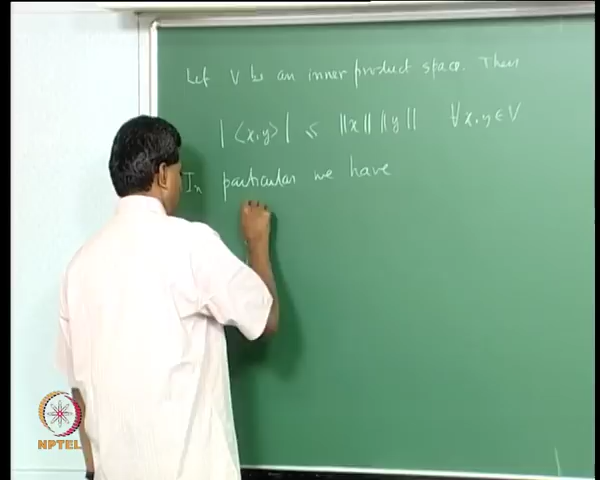 Let V be an inner product space. Then
|<x,y>| ≤ ||x|| ||y|| ∀x,y∈V
In particular we have
NPTEL